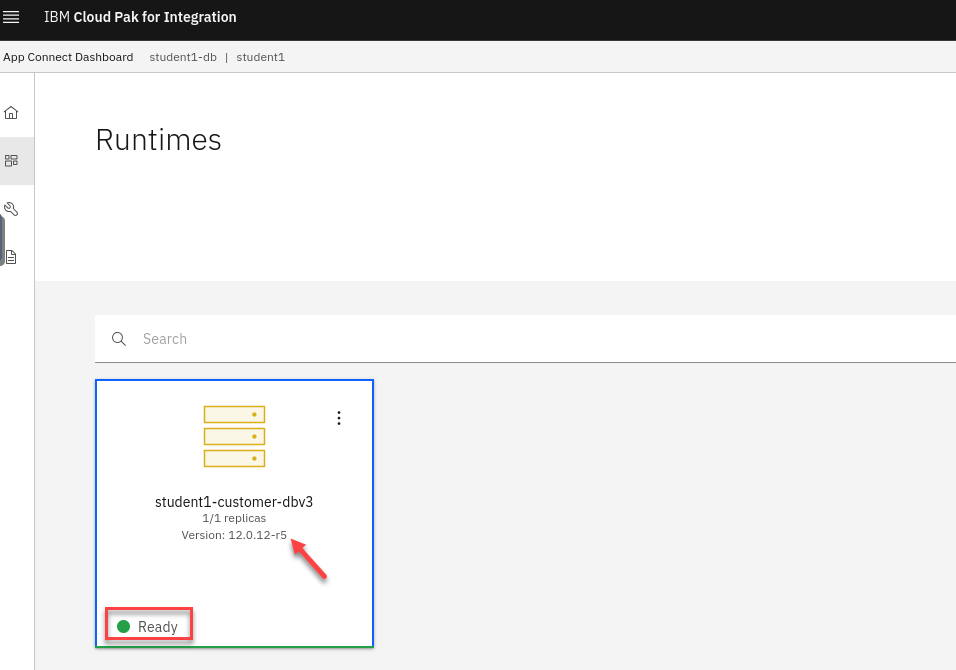 IBM Cloud Pak for Integration
App Connect Dashboard student1-db | student1
Runtimes
Search
student1-customer-dbv3
1/1 replicas
Version: 12.0.12-r5
Ready